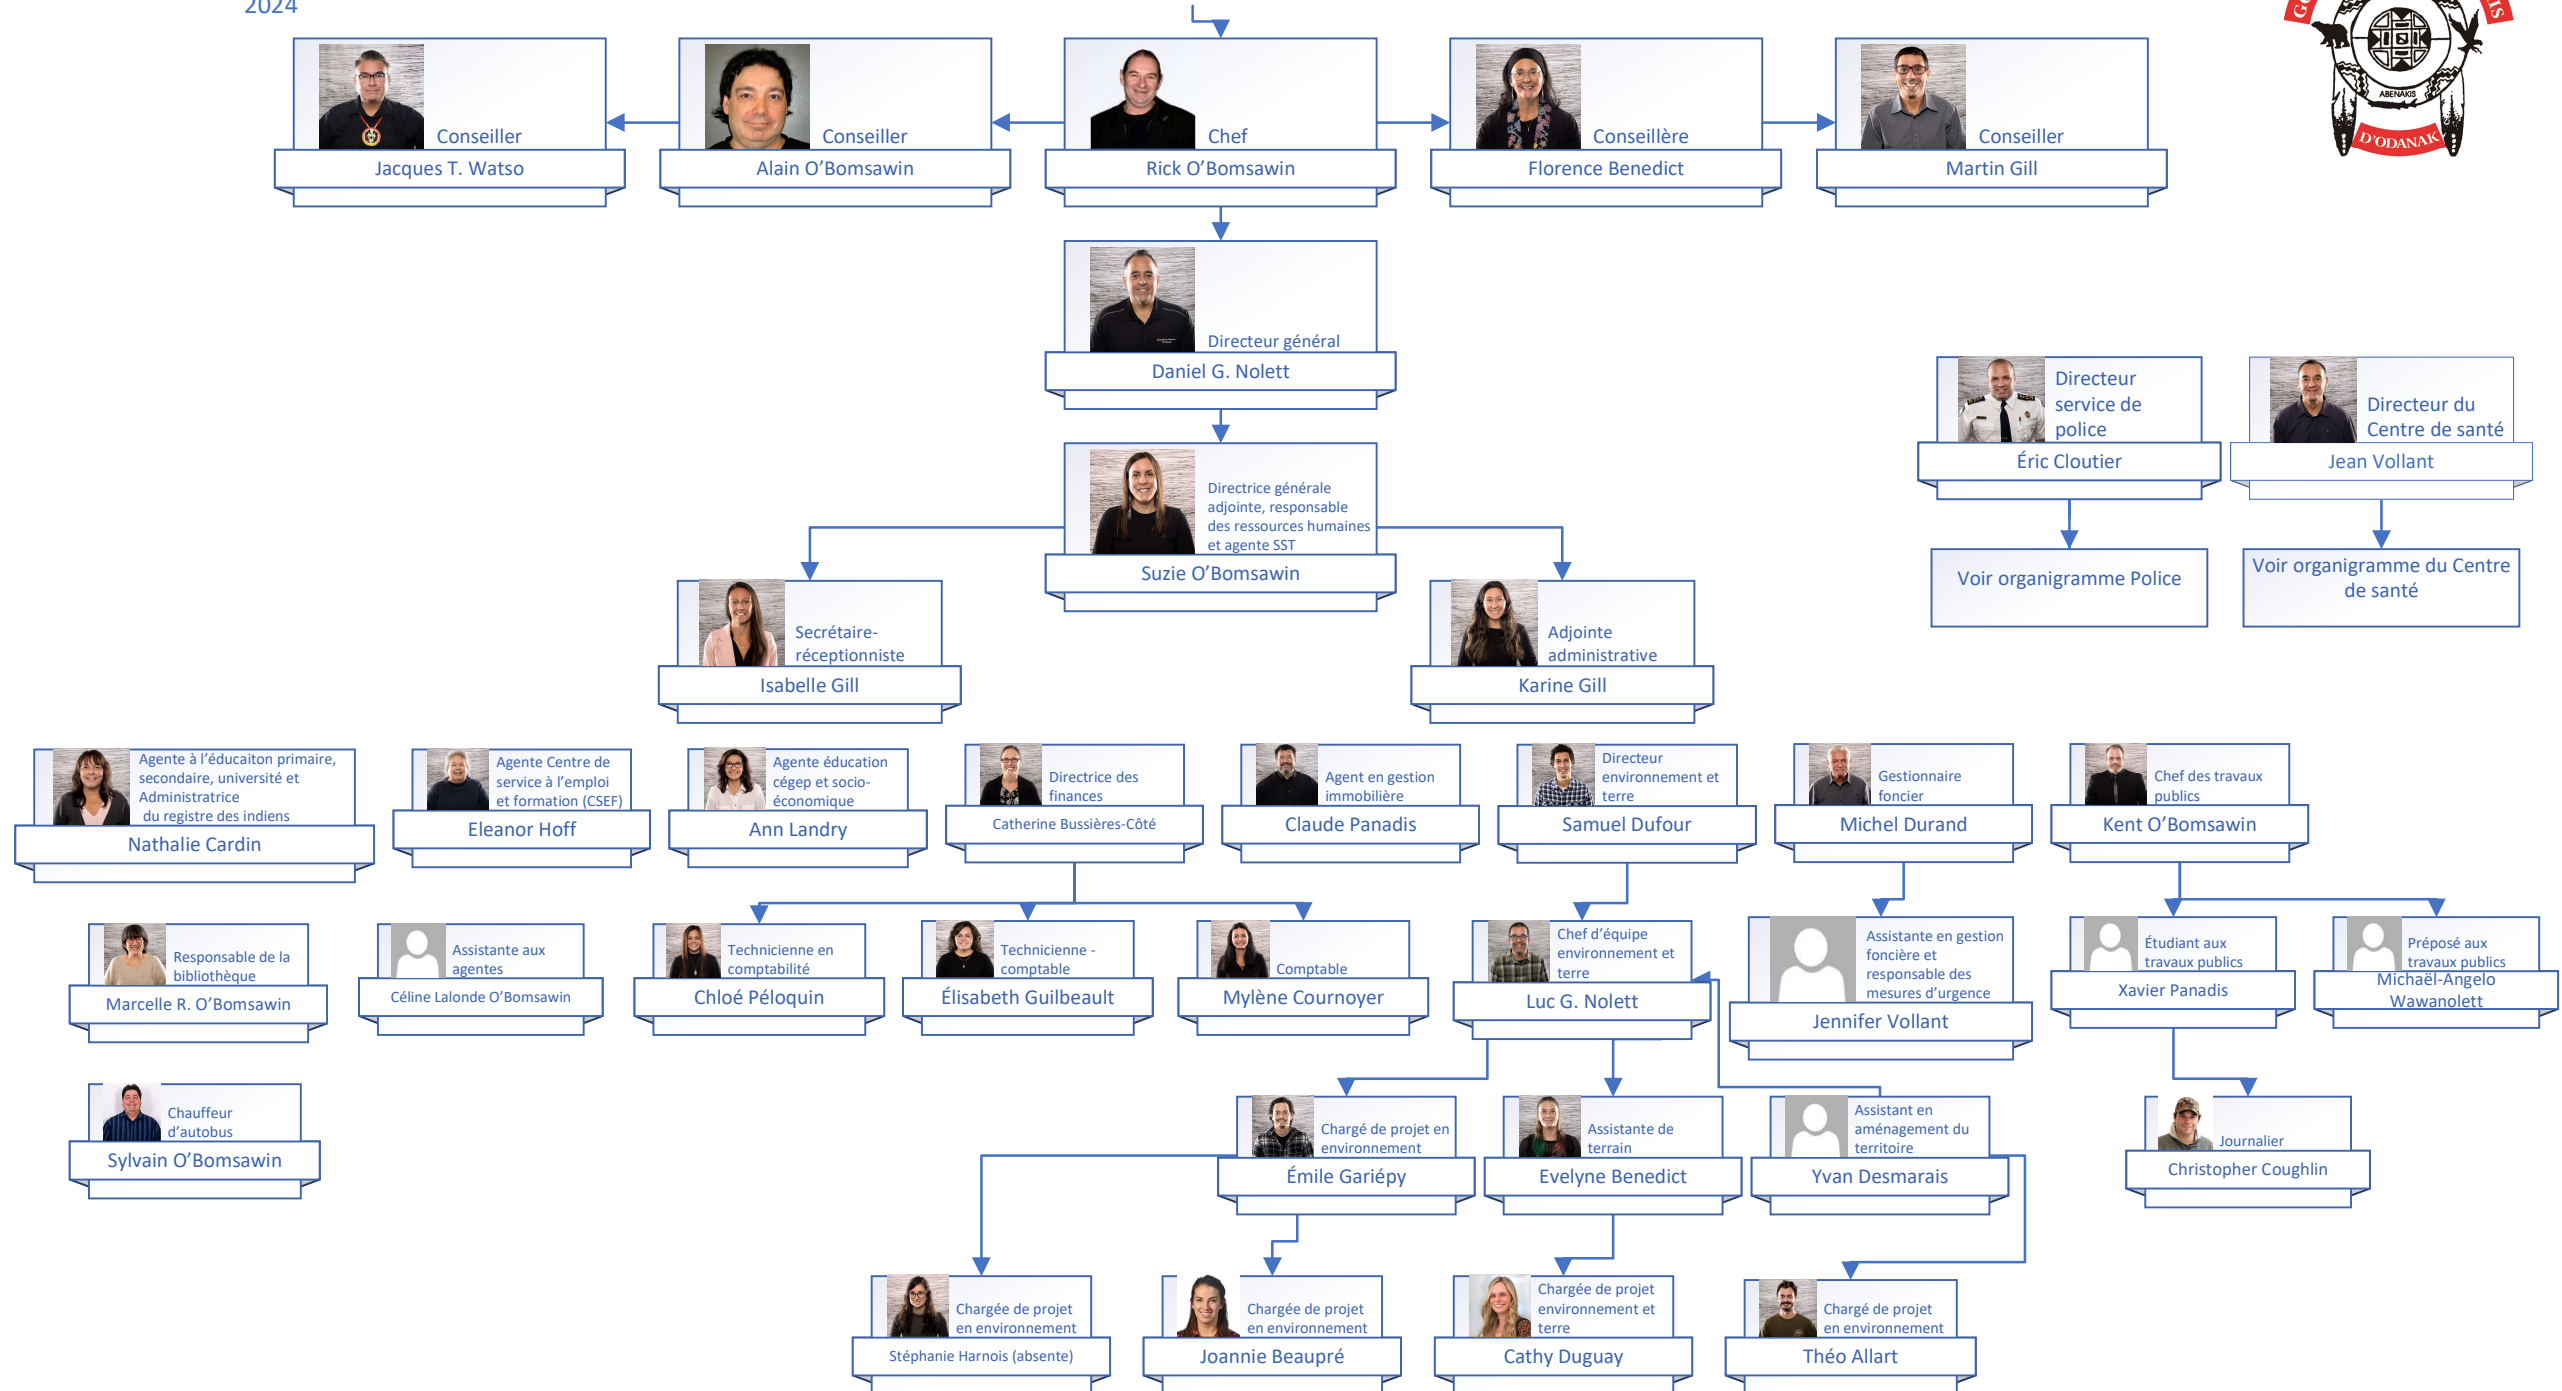 2024
GO
IS
ABENAKIS
D'ODANAK
Conseiller
Jacques T. Watso
Conseiller
Alain O'Bomsawin
Chef
Rick O'Bomsawin
Conseillère
Florence Benedict
Conseiller
Martin Gill
Directeur général
Daniel G. Nolett
Directeur
service de
police
Éric Cloutier
Directeur du
Centre de santé
Jean Vollant
Directrice générale
adjointe, responsable
des ressources humaines
et agente SST
Suzie O'Bomsawin
Voir organigramme Police
Voir organigramme du Centre
de santé
Secrétaire-
réceptionniste
Isabelle Gill
Adjointe
administrative
Karine Gill
Agente à l'éducaiton primaire,
secondaire, université et
Administratrice
du registre des indiens
Nathalie Cardin
Agente Centre de
service à l'emploi
et formation (CSEF)
Eleanor Hoff
Agente éducation
cégep et socio-
économique
Ann Landry
Directrice des
finances
Catherine Bussières-Côté
Agent en gestion
immobilière
Claude Panadis
Directeur
environnement et
terre
Samuel Dufour
Gestionnaire
foncier
Michel Durand
Chef des travaux
publics
Kent O'Bomsawin
Responsable de la
bibliothèque
Marcelle R. O'Bomsawin
Assistante aux
agentes
Céline Lalonde O'Bomsawin
Technicienne en
comptabilité
Chloé Péloquin
Technicienne -
comptable
Élisabeth Guilbeault
Comptable
Mylène Cournoyer
Chef d'équipe
environnement et
terre
Luc G. Nolett
Assistante en gestion
foncière et
responsable des
mesures d'urgence
Jennifer Vollant
Étudiant aux
travaux publics
Xavier Panadis
Préposé aux
travaux publics
Michaël-Angelo
Wawanolett
Chauffeur
d'autobus
Sylvain O'Bomsawin
Chargé de projet en
environnement
Émile Gariépy
Assistante de
terrain
Evelyne Benedict
Assistant en
aménagement du
territoire
Yvan Desmarais
Journalier
Christopher Coughlin
Chargée de projet
en environnement
Stéphanie Harnois (absente)
Chargée de projet
en environnement
Joannie Beaupré
Chargée de projet
environnement et
terre
Cathy Duguay
Chargé de projet
en environnement
Théo Allart